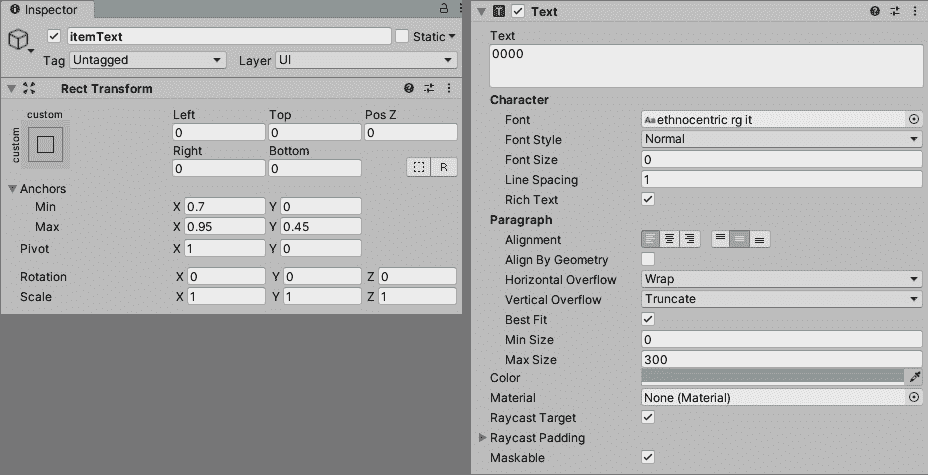 Inspector
itemText
Static
Tag Untagged Layer UI
Rect Transform
custom
custom
Left Top Pos Z
0 0 0
Right Bottom
0 0
R
Anchors
Min X 0.7 Y 0
Max X 0.95 Y 0.45
Pivot X 1 Y 0
Rotation X 0 Y 0 Z 0
Scale X 1 Y 1 Z 1
Text
Text
0000
Character
Font Aa ethnocentric rg it
Font Style Normal
Font Size 0
Line Spacing 1
Rich Text
Paragraph
Alignment
Align By Geometry
Horizontal Overflow Wrap
Vertical Overflow Truncate
Best Fit
Min Size 0
Max Size 300
Color
Material None (Material)
Raycast Target
Raycast Padding
Maskable